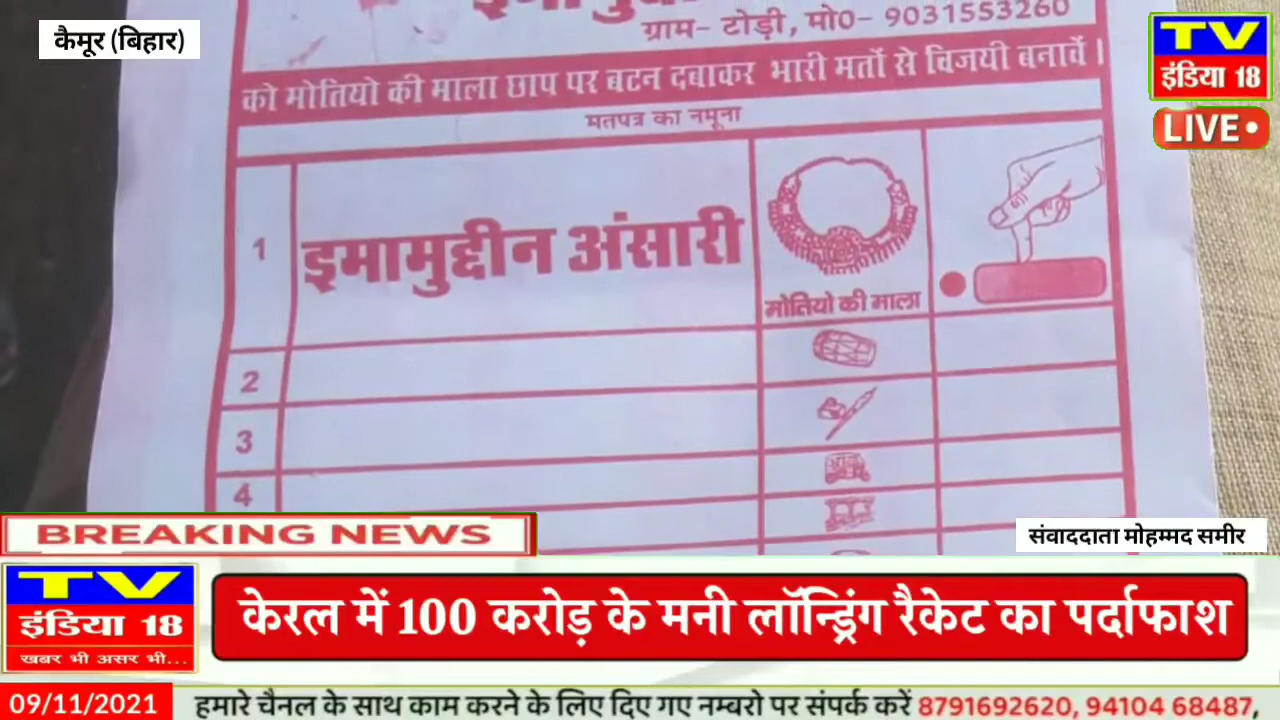 कैमूर (बिहार)
ग्राम- टोड़ी, मो0- 9031553260
को मोतियो की माला छाप पर बटन दबाकर भारी मतों से विजयी बनावें।
मतपत्र का नमूना
1
इमामुद्दीन अंसारी
मोतियो की माला
2
3
4
TV
इंडिया 18
LIVE
BREAKING NEWS
संवाददाता मोहम्मद समीर
TV
इंडिया 18
खबर भी असर भी...
केरल में 100 करोड़ के मनी लॉन्ड्रिंग रैकेट का पर्दाफाश
09/11/2021
हमारे चैनल के साथ काम करने के लिए दिए गए नम्बरो पर संपर्क करें 8791692620, 94104 68487,